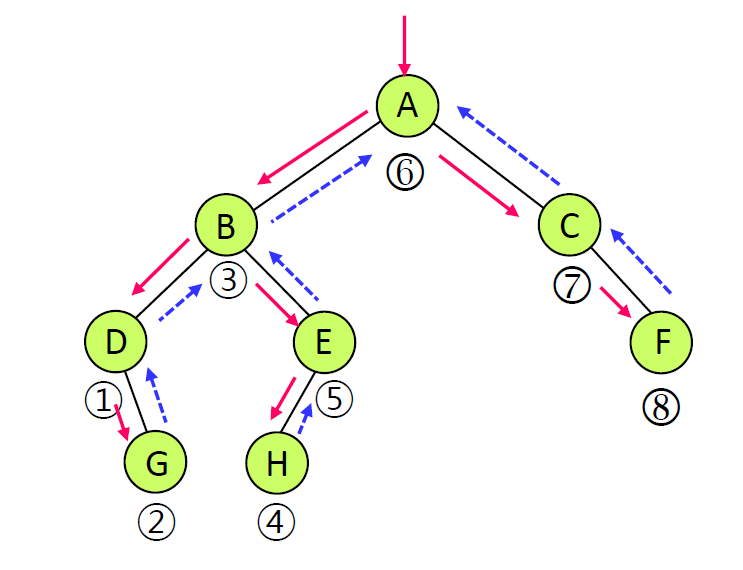 A
⑥
B
C
③
⑦
D
E
F
①
⑤
⑧
G
H
②
④